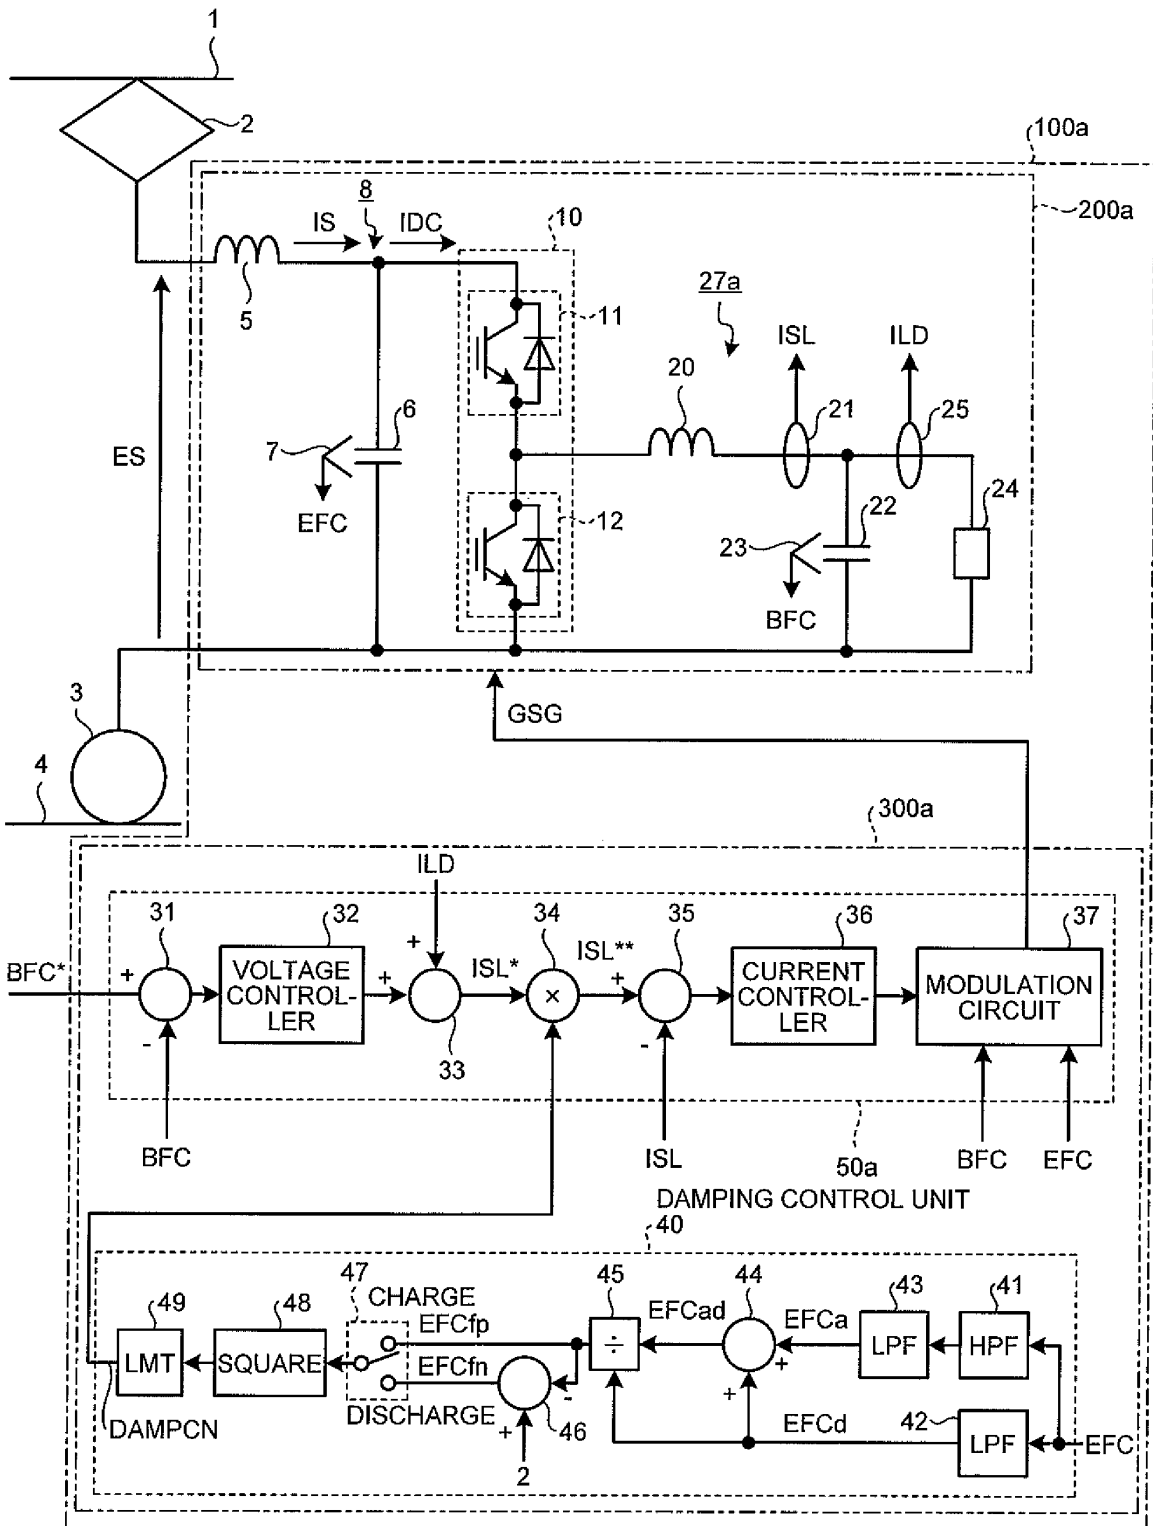 1
2
100a
200a
8
IS
IDC
10
5
11
27a
ISL
ILD
20
21
25
7
6
ES
EFC
12
22
24
23
BFC
3
GSG
4
300a
ILD
31
32
34
35
36
37
BFC*
+
VOLTAGE
CONTROL-
LER
+
+
ISL*
×
ISL**
+
CURRENT
CONTROL-
LER
MODULATION
CIRCUIT
-
33
-
BFC
ISL
50a
BFC
EFC
DAMPING CONTROL UNIT
40
49
48
47
CHARGE
EFCfp
45
EFCad
44
EFCa
43
41
LMT
SQUARE
EFCfn
÷
+
LPF
HPF
DAMPCN
DISCHARGE
+
-
46
+
EFCd
42
LPF
EFC
2